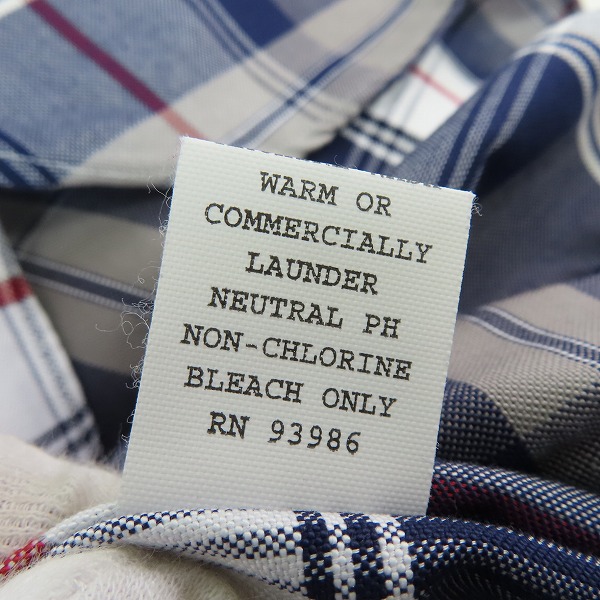 WARM OR
COMMERCIALLY
LAUNDER
NEUTRAL PH
NON-CHLORINE
BLEACH ONLY
RN 93986